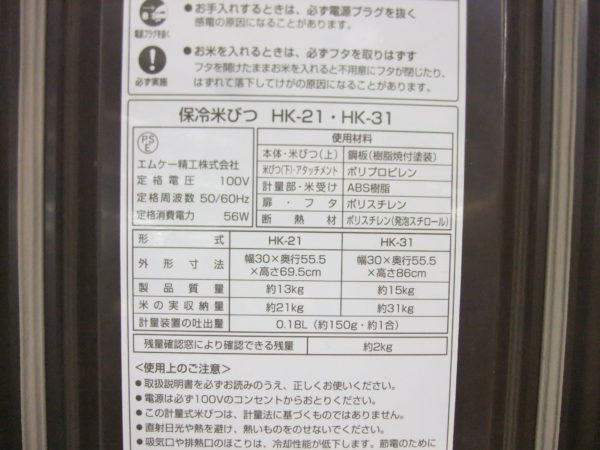 ●お手入れするときは、必ず電源プラグを抜く
感電の原因になることがあります。
電源プラグを抜く
●お米を入れるときは、必ずフタを取りはずす
フタを開けたままお米を入れると不用意にフタが閉じたり、
はずれて落下してけがの原因になることがあります。
必ず実施
保冷米びつ HK-21・HK-31
PSE
エムケー精工株式会社
定格電圧 100V
定格周波数 50/60Hz
定格消費電力 56W
使用材料
本体・米びつ(上) 鋼板(樹脂焼付塗装)
米びつ(下)・アタッチメント ポリプロピレン
計量部・米受け ABS樹脂
扉・フタ ポリスチレン
断熱材 ポリスチレン(発泡スチロール)
形式 HK-21 HK-31
外形寸法 幅30×奥行55.5×高さ69.5cm 幅30×奥行55.5×高さ86cm
製品質量 約13kg 約15kg
米の実収納量 約21kg 約31kg
計量装置の吐出量 0.18L(約150g・約1合)
残量確認窓により確認できる残量 約2kg
<使用上のご注意>
●取扱説明書を必ずお読みのうえ、正しくお使いください。
●電源は必ず100Vのコンセントからおとりください。
●この計量式米びつは、計量法に基づくものではありません。
●直射日光や熱を避け、熱いものをのせないでください。
●吸気口や排熱口のほこりは、冷却性能が低下します。節電のために